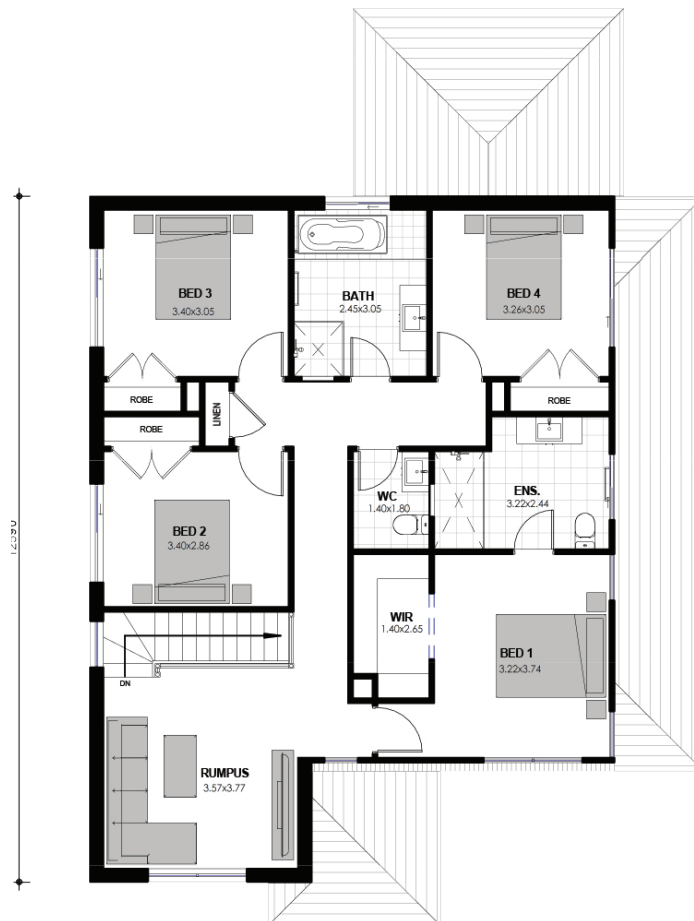 BED 3
3.40x3.05
BATH
2.45x3.05
BED 4
3.26x3.05
ROBE
LINEN
ROBE
ROBE
WC
1.40x1.80
ENS.
3.22x2.44
BED 2
3.40x2.86
WIR
1.40x2.65
BED 1
3.22x3.74
DN
RUMPUS
3.57x3.77